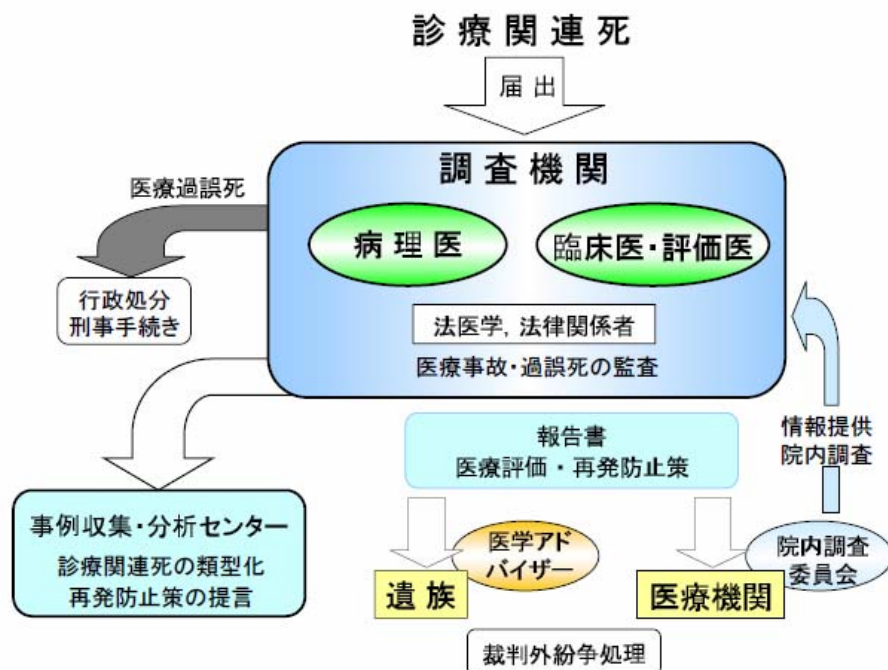 診療関連死
届出
調査機関
医療過誤死
病理医
臨床医・評価医
行政処分
刑事手続き
法医学, 法律関係者
医療事故・過誤死の監査
報告書
医療評価・再発防止策
情報提供
院内調査
事例収集・分析センター
診療関連死の類型化
再発防止策の提言
医学アド
バイザー
遺族
医療機関
院内調査
委員会
裁判外紛争処理